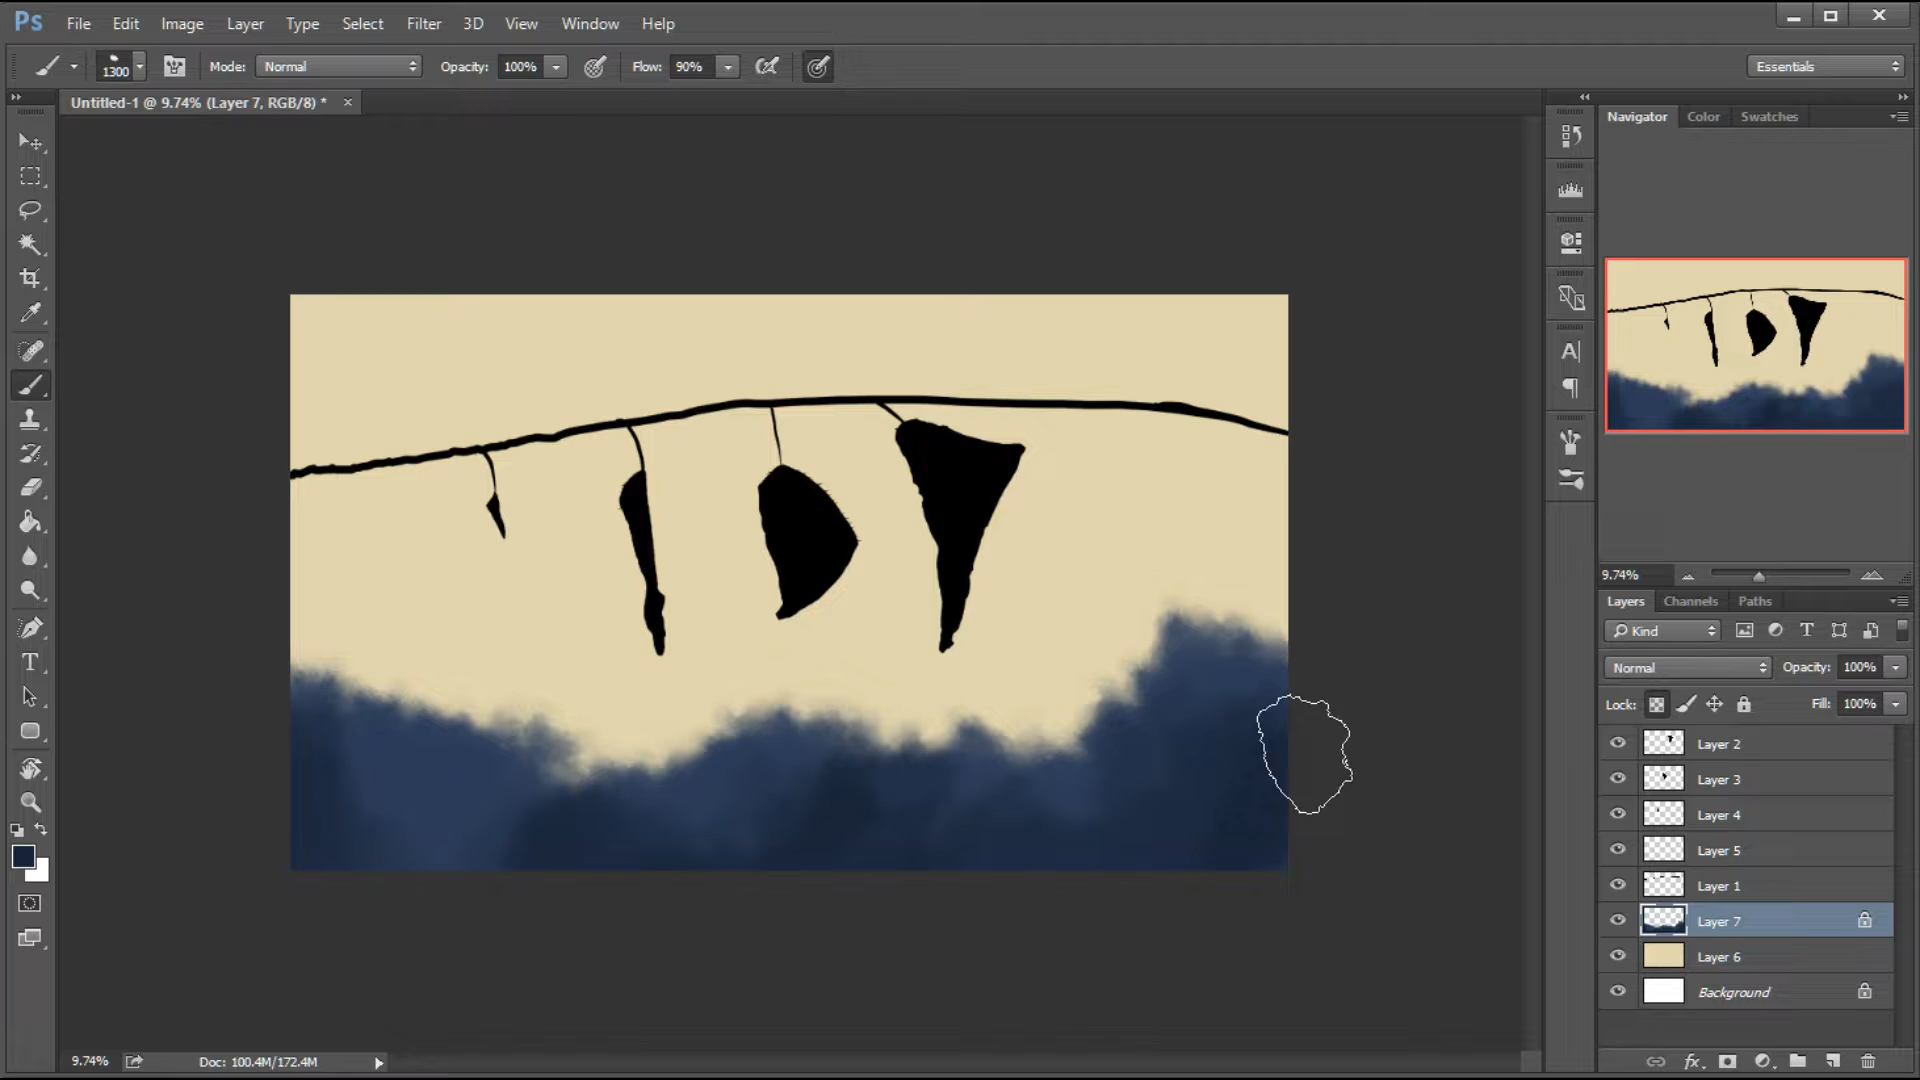 Ps File Edit Image Layer Type Select Filter 3D View Window Help
1300 Mode: Normal Opacity: 100% Flow: 90% Essentials
Untitled-1 @ 9.74% (Layer 7, RGB/8) * ×
Navigator Color Swatches
9.74%
Layers Channels Paths
Kind
Normal Opacity: 100%
Lock: Fill: 100%
Layer 2
Layer 3
Layer 4
Layer 5
Layer 1
Layer 7
Layer 6
Background
9.74% Doc: 100.4M/172.4M